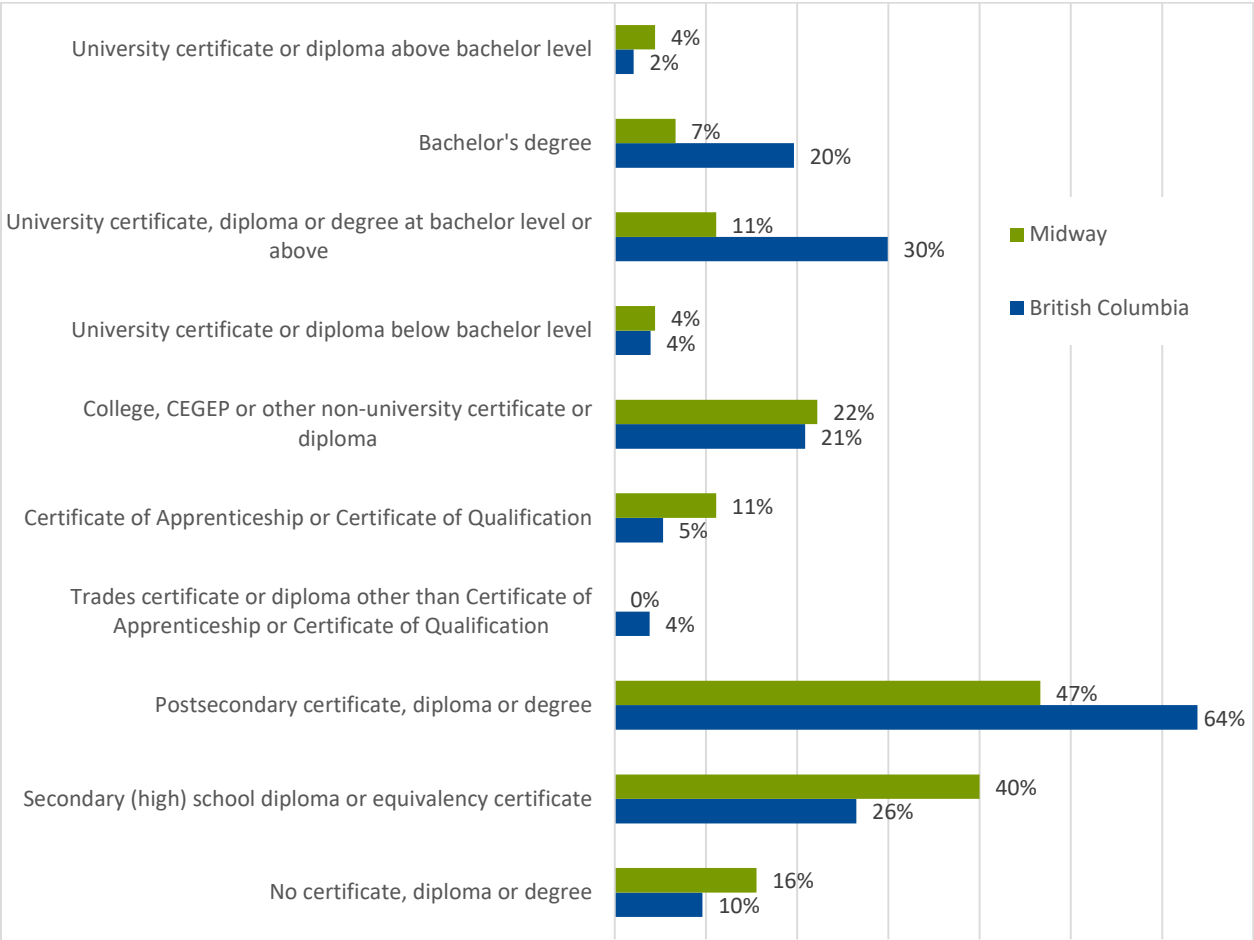 University certificate or diploma above bachelor level
4%
2%
Bachelor's degree
7%
20%
University certificate, diploma or degree at bachelor level or
above
11%
30%
Midway
British Columbia
University certificate or diploma below bachelor level
4%
4%
College, CEGEP or other non-university certificate or
diploma
22%
21%
Certificate of Apprenticeship or Certificate of Qualification
11%
5%
Trades certificate or diploma other than Certificate of
Apprenticeship or Certificate of Qualification
0%
4%
Postsecondary certificate, diploma or degree
47%
64%
Secondary (high) school diploma or equivalency certificate
40%
26%
No certificate, diploma or degree
16%
10%